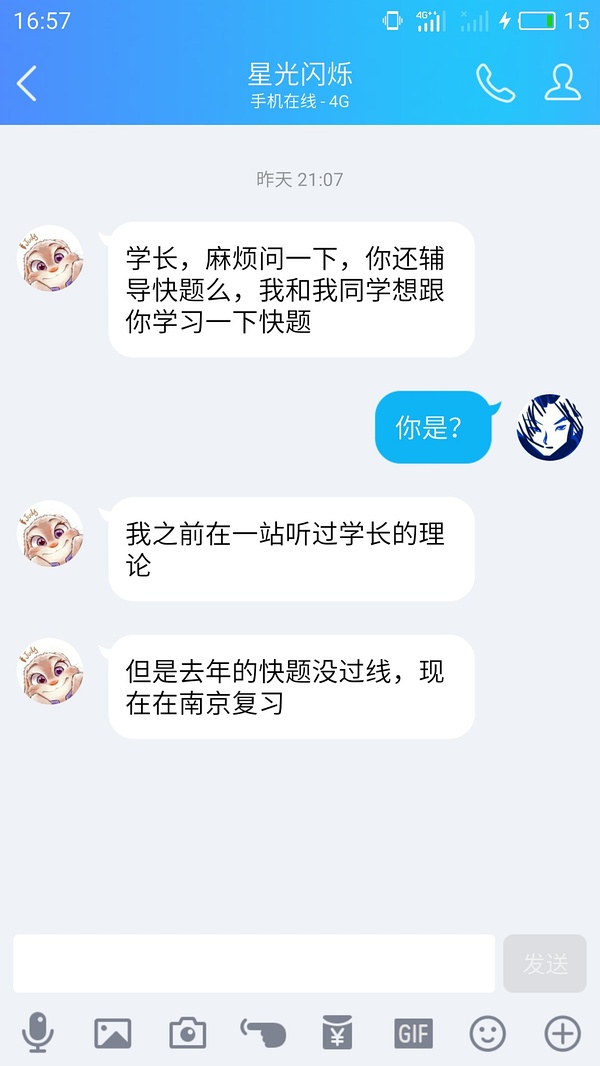 16:57
4G+
15
星光闪烁
手机在线 - 4G
昨天 21:07
学长，麻烦问一下，你还辅
导快题么，我和我同学想跟
你学习一下快题
你是？
我之前在一站听过学长的理
论
但是去年的快题没过线，现
在在南京复习
发送
¥
GIF